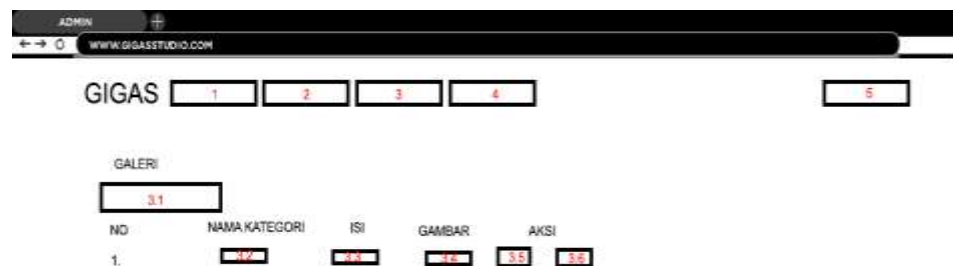 ADMIN
WWW.GIGASSTUDIO.COM
GIGAS 1 2 3 4 5
GALERI
3.1
NO NAMA KATEGORI ISI GAMBAR AKSI
1. 3.2 3.3 3.4 3.5 3.6